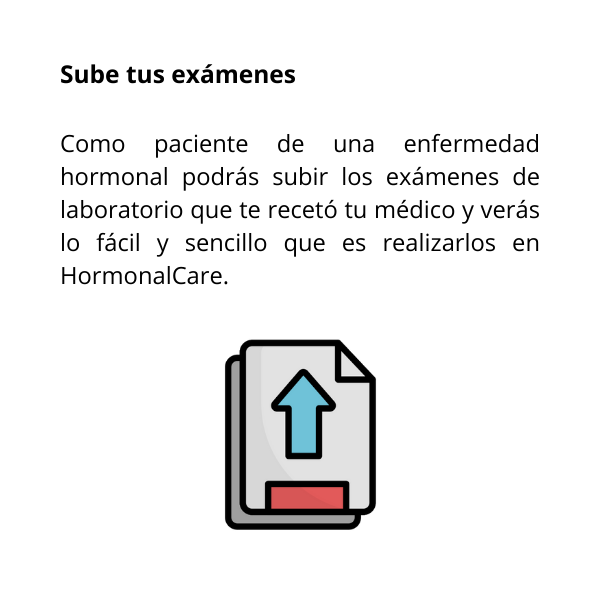 Sube tus exámenes
Como paciente de una enfermedad
hormonal podrás subir los exámenes de
laboratorio que te recetó tu médico y verás
lo fácil y sencillo que es realizarlos en
HormonalCare.